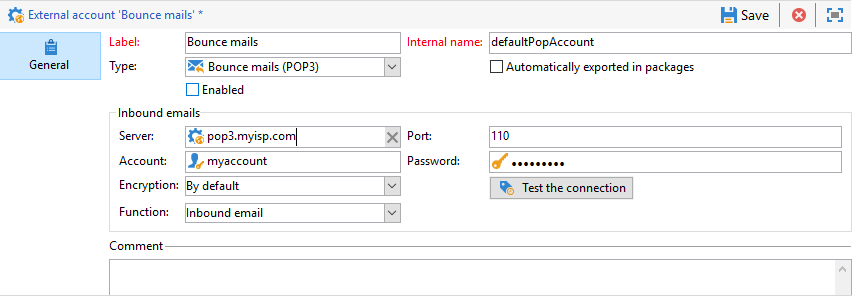 External account 'Bounce mails' *
Save
General
Label: Bounce mails Internal name: defaultPopAccount
Type: Bounce mails (POP3) Automatically exported in packages
Enabled
Inbound emails
Server: pop3.myisp.com Port: 110
Account: myaccount Password: •••••••••
Encryption: By default Test the connection
Function: Inbound email
Comment